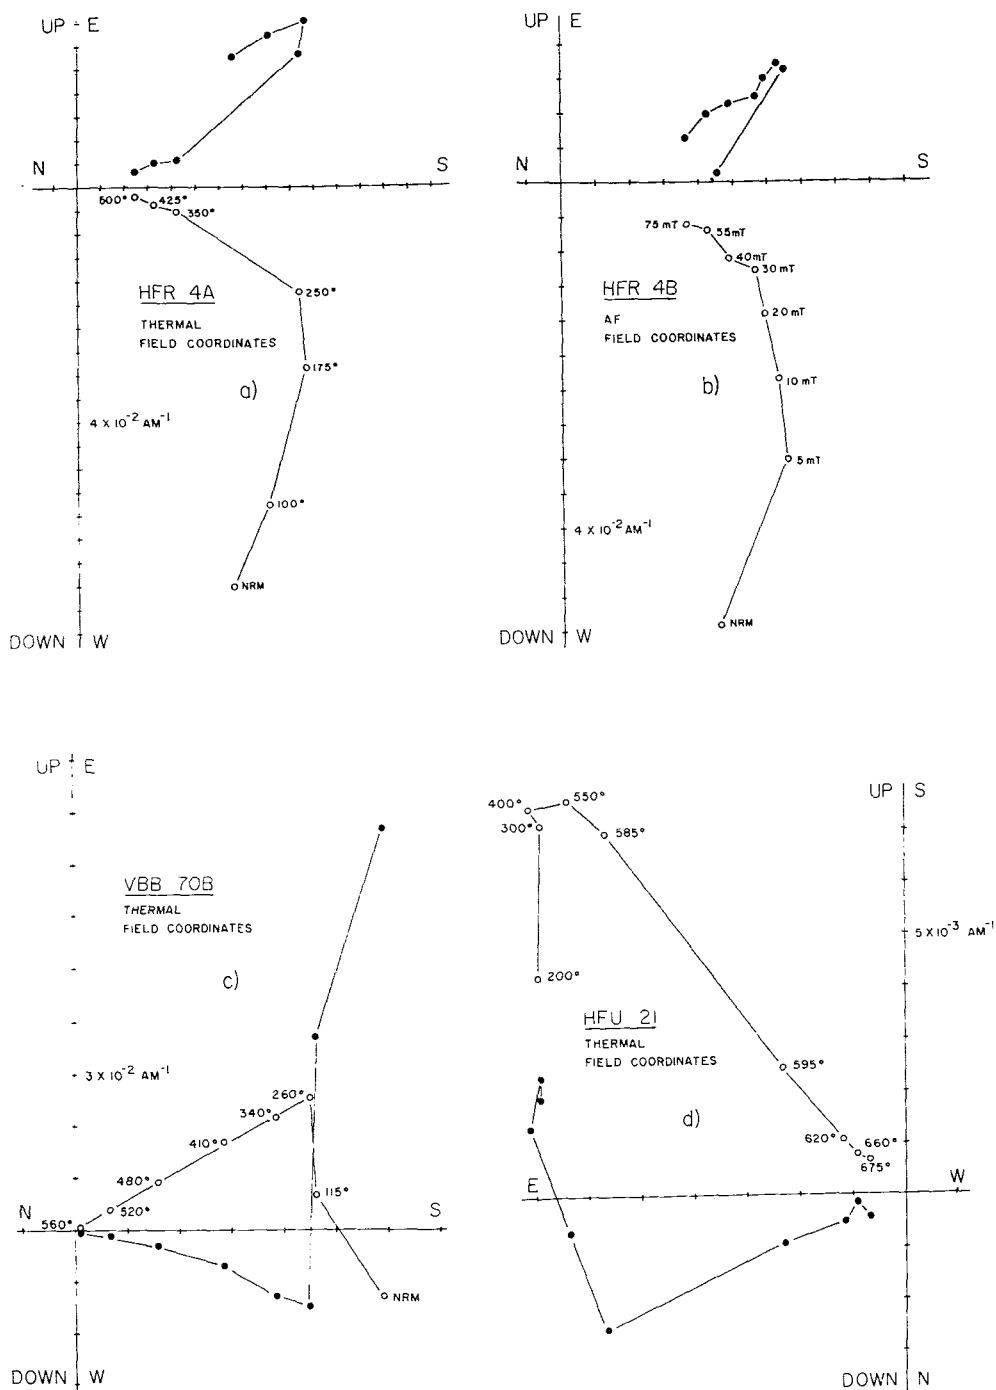 UP E
N S
500° 425° 350°
250°
175°
100°
NRM
HFR 4A
THERMAL
FIELD COORDINATES
a)
4 X 10⁻² AM⁻¹
DOWN W
UP E
N S
75 mT 55mT
40mT
30 mT
20 mT
10 mT
5 mT
NRM
HFR 4B
AF
FIELD COORDINATES
b)
4 X 10⁻² AM⁻¹
DOWN W
UP E
VBB 70B
THERMAL
FIELD COORDINATES
c)
3 X 10⁻² AM⁻¹
260°
340°
410°
480°
520°
560°
115°
NRM
N S
DOWN W
UP S
400° 550°
300° 585°
200°
5 X 10⁻³ AM⁻¹
HFU 21
THERMAL
FIELD COORDINATES
d)
595°
620° 660°
675°
E W
DOWN N